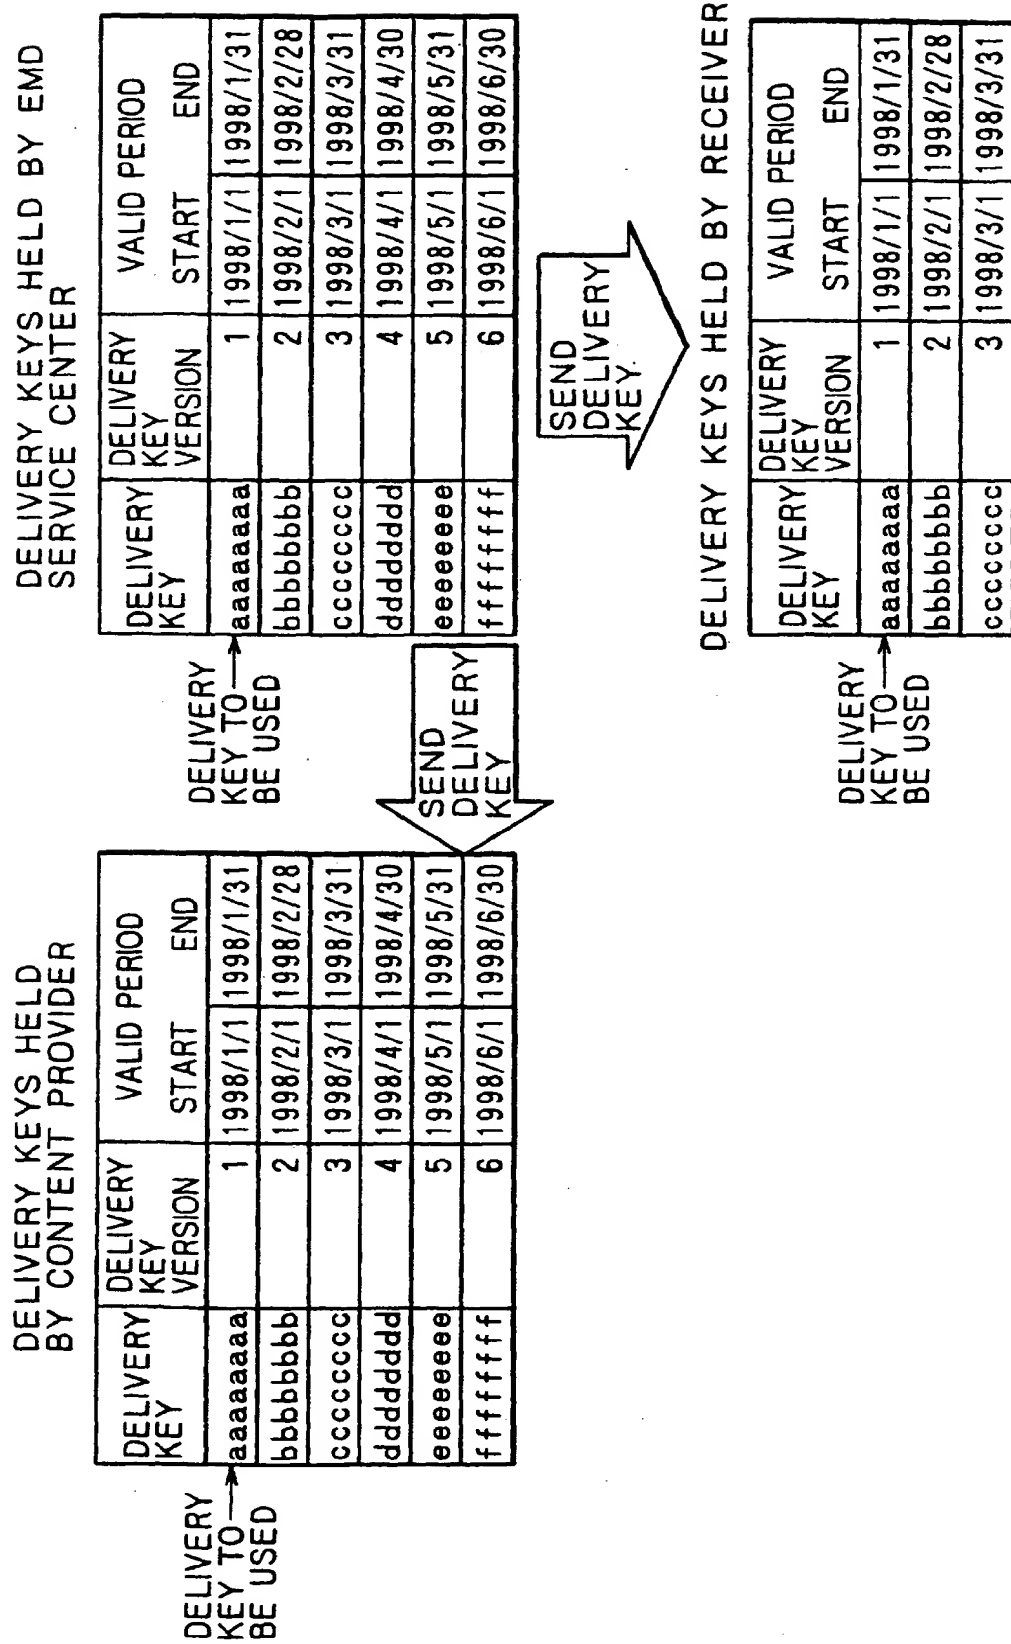 DELIVERY KEYS HELD
BY CONTENT PROVIDER
DELIVERY
KEY
DELIVERY
KEY
VERSION
VALID PERIOD
START END
aaaaaaaa 1 1998/1/1 1998/1/31
bbbbbbbb 2 1998/2/1 1998/2/28
cccccccc 3 1998/3/1 1998/3/31
dddddddd 4 1998/4/1 1998/4/30
eeeeeeee 5 1998/5/1 1998/5/31
ffffffff 6 1998/6/1 1998/6/30
DELIVERY
KEY TO
BE USED
SEND
DELIVERY
KEY
DELIVERY KEYS HELD BY EMD
SERVICE CENTER
DELIVERY
KEY
DELIVERY
KEY
VERSION
VALID PERIOD
START END
aaaaaaaa 1 1998/1/1 1998/1/31
bbbbbbbb 2 1998/2/1 1998/2/28
cccccccc 3 1998/3/1 1998/3/31
dddddddd 4 1998/4/1 1998/4/30
eeeeeeee 5 1998/5/1 1998/5/31
ffffffff 6 1998/6/1 1998/6/30
DELIVERY
KEY TO
BE USED
SEND
DELIVERY
KEY
DELIVERY KEYS HELD BY RECEIVER
DELIVERY
KEY
DELIVERY
KEY
VERSION
VALID PERIOD
START END
aaaaaaaa 1 1998/1/1 1998/1/31
bbbbbbbb 2 1998/2/1 1998/2/28
cccccccc 3 1998/3/1 1998/3/31
DELIVERY
KEY TO
BE USED